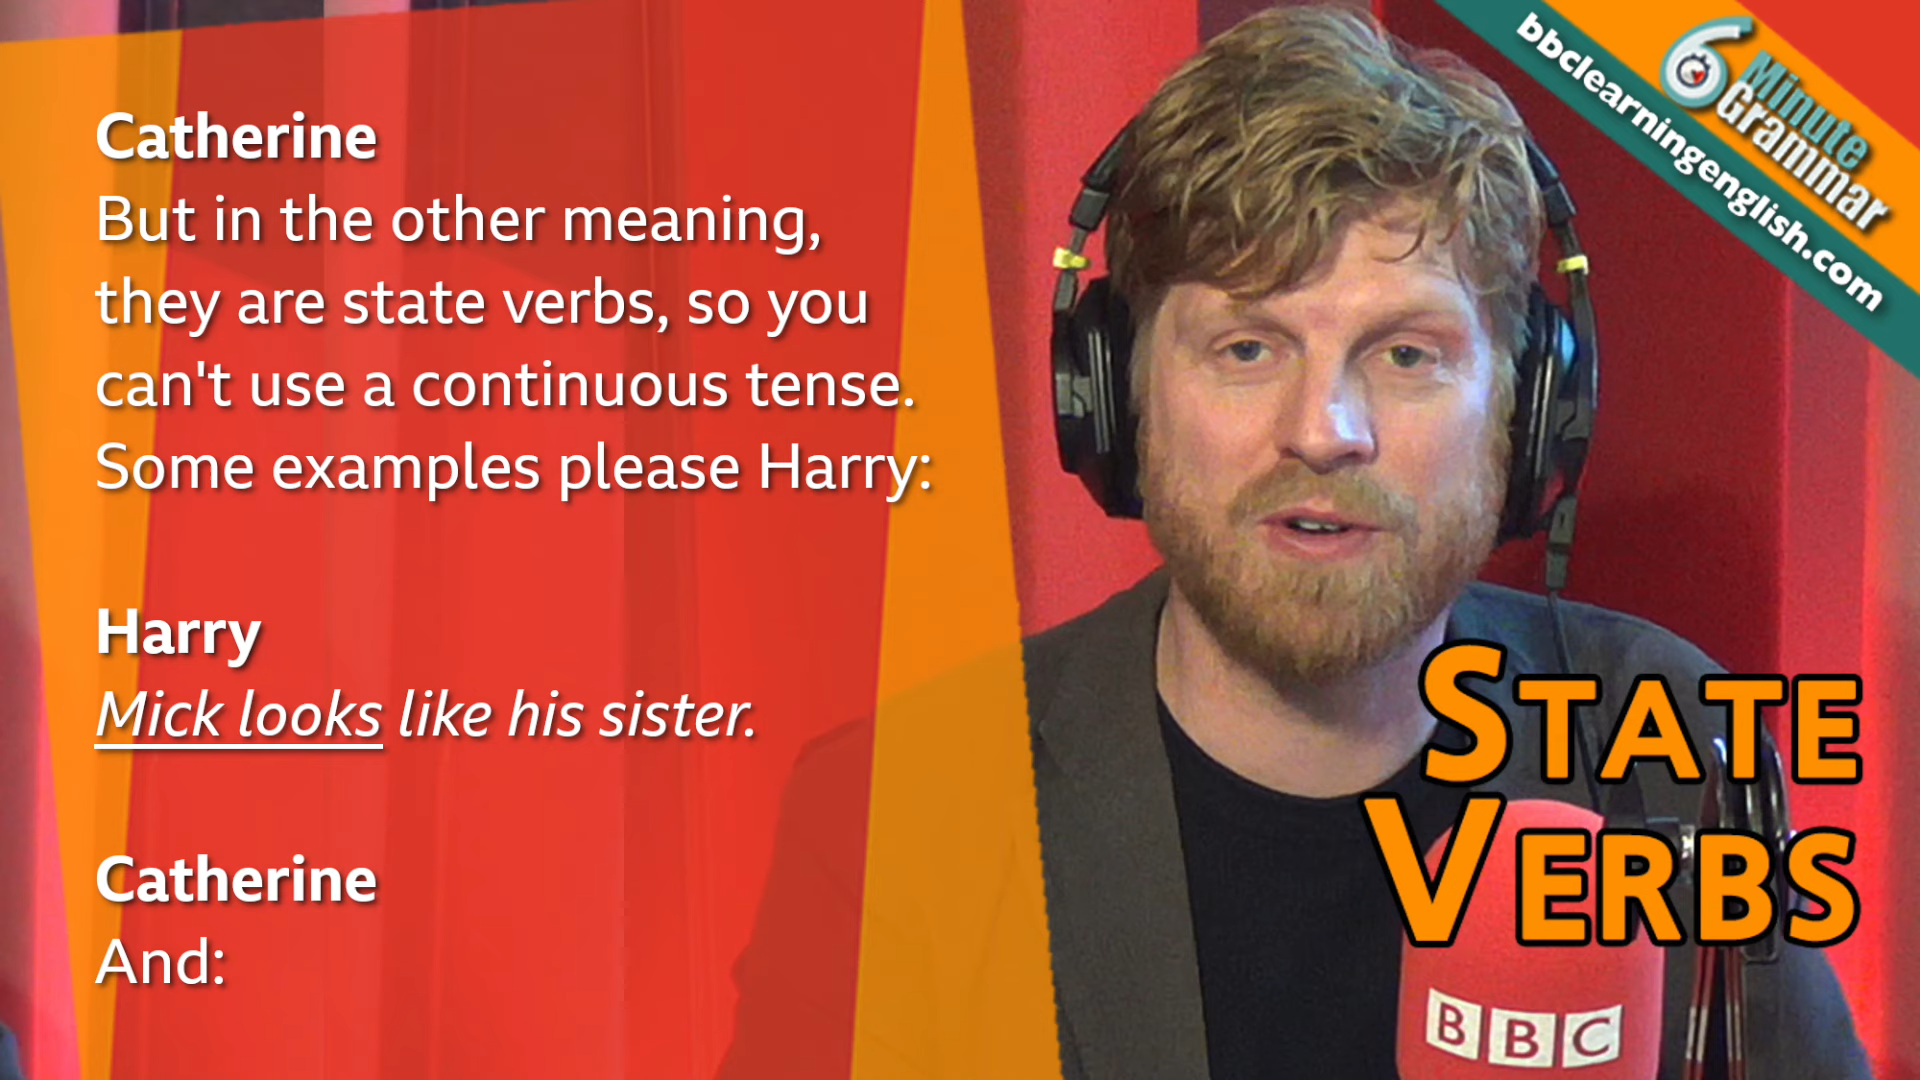 Catherine
But in the other meaning,
they are state verbs, so you
can't use a continuous tense.
Some examples please Harry:
Harry
Mick looks like his sister.
Catherine
And:
6 Minute
Grammar
bbclearningenglish.com
STATE
VERBS
BBC